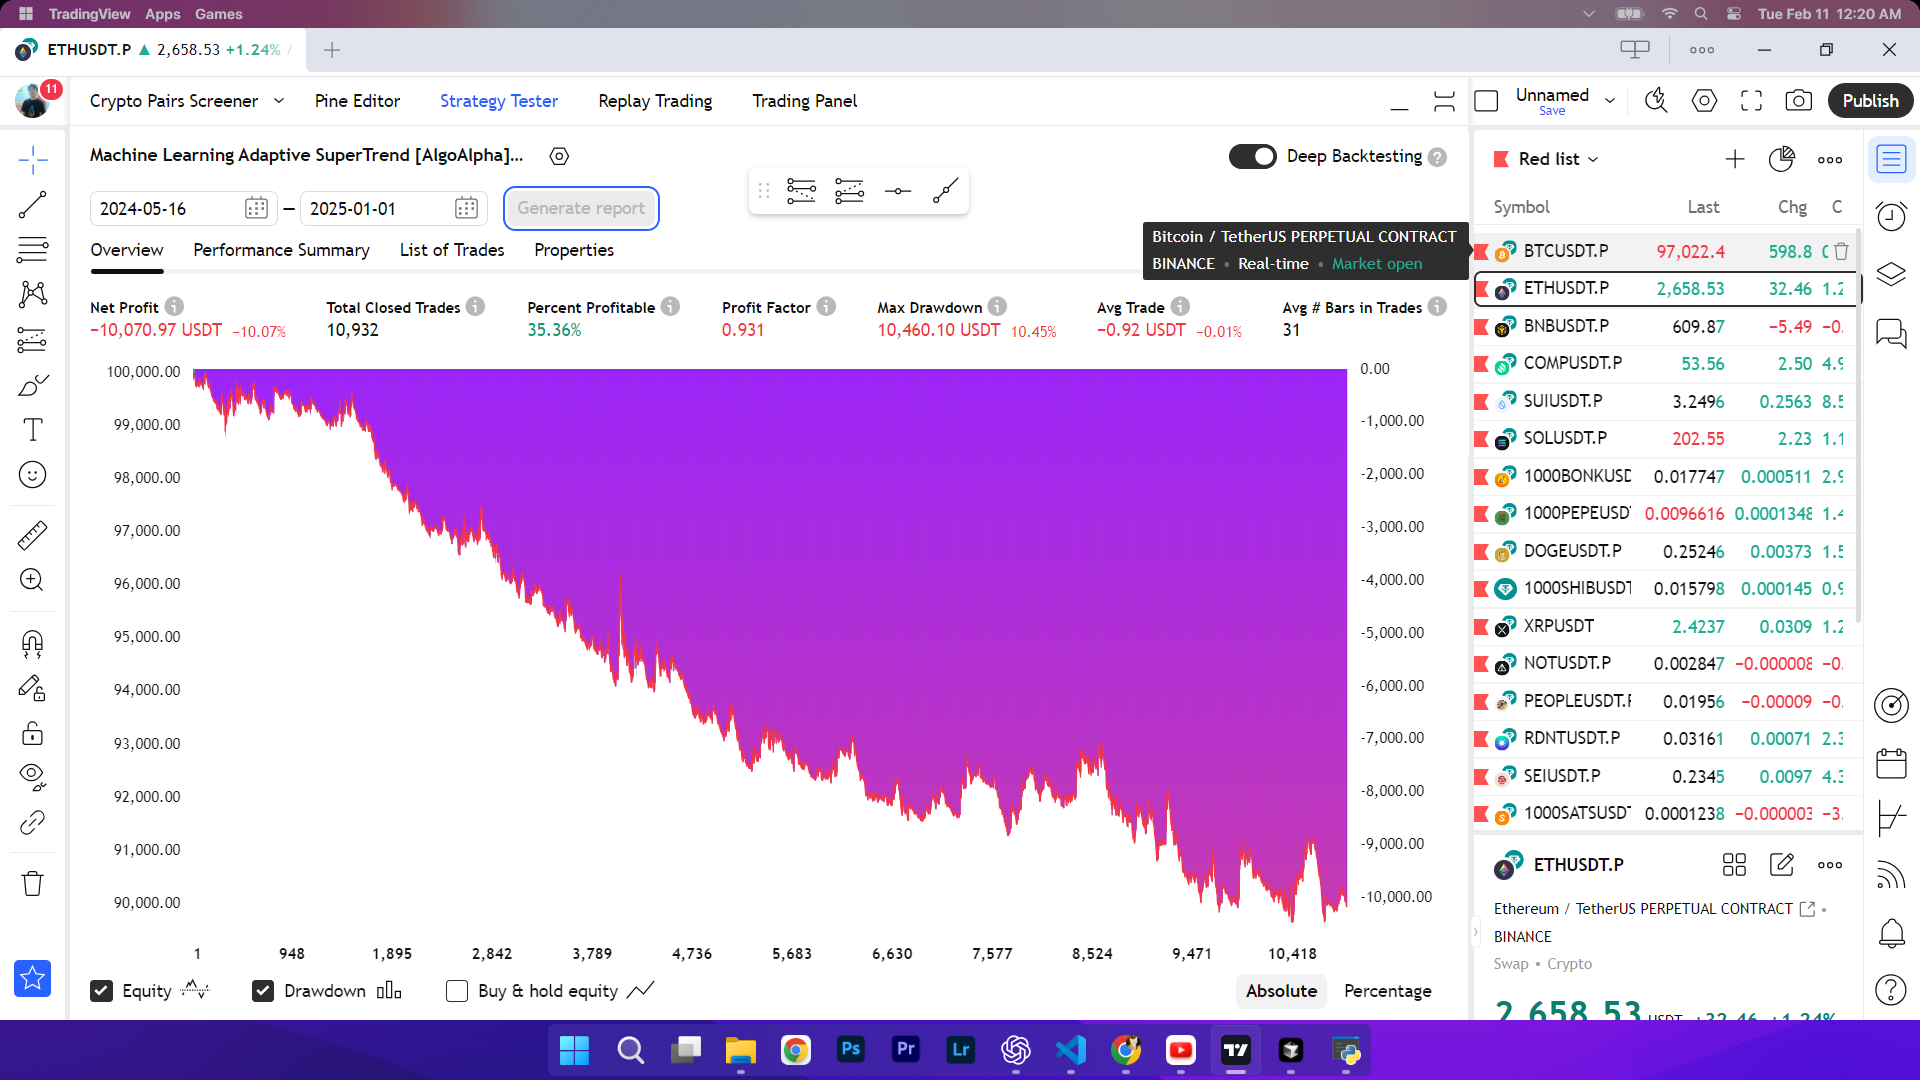 TradingView Apps Games
Tue Feb 11 12:20 AM
ETHUSDT.P ▲ 2,658.53 +1.24% /
11
Crypto Pairs Screener Pine Editor Strategy Tester Replay Trading Trading Panel
Unnamed
Save
Publish
Machine Learning Adaptive SuperTrend [AlgoAlpha]...
Deep Backtesting
2024-05-16 — 2025-01-01 Generate report
Overview Performance Summary List of Trades Properties
Bitcoin / TetherUS PERPETUAL CONTRACT
BINANCE • Real-time • Market open
Net Profit Total Closed Trades Percent Profitable Profit Factor Max Drawdown Avg Trade Avg # Bars in Trades
−10,070.97 USDT −10.07% 10,932 35.36% 0.931 10,460.10 USDT 10.45% −0.92 USDT −0.01% 31
100,000.00
99,000.00
98,000.00
97,000.00
96,000.00
95,000.00
94,000.00
93,000.00
92,000.00
91,000.00
90,000.00
0.00
-1,000.00
-2,000.00
-3,000.00
-4,000.00
-5,000.00
-6,000.00
-7,000.00
-8,000.00
-9,000.00
-10,000.00
1 948 1,895 2,842 3,789 4,736 5,683 6,630 7,577 8,524 9,471 10,418
Equity Drawdown Buy & hold equity Absolute Percentage
Red list
Symbol Last Chg C
BTCUSDT.P 97,022.4 598.8
ETHUSDT.P 2,658.53 32.46 1.2
BNBUSDT.P 609.87 −5.49 −0.
COMPUSDT.P 53.56 2.50 4.9
SUIUSDT.P 3.2496 0.2563 8.5
SOLUSDT.P 202.55 2.23 1.1
1000BONKUSD 0.017747 0.000511 2.9
1000PEPEUSD 0.0096616 0.0001348 1.4
DOGEUSDT.P 0.25246 0.00373 1.5
1000SHIBUSDT 0.015798 0.000145 0.9
XRPUSDT 2.4237 0.0309 1.2
NOTUSDT.P 0.002847 −0.000008 −0.
PEOPLEUSDT.P 0.01956 −0.00009 −0.
RDNTUSDT.P 0.03161 0.00071 2.3
SEIUSDT.P 0.2345 0.0097 4.3
1000SATSUSDT 0.0001238 −0.000003 −3.
ETHUSDT.P
Ethereum / TetherUS PERPETUAL CONTRACT •
BINANCE
Swap • Crypto
2,658.53 USDT +32.46 +1.24%
Ps Pr Lr